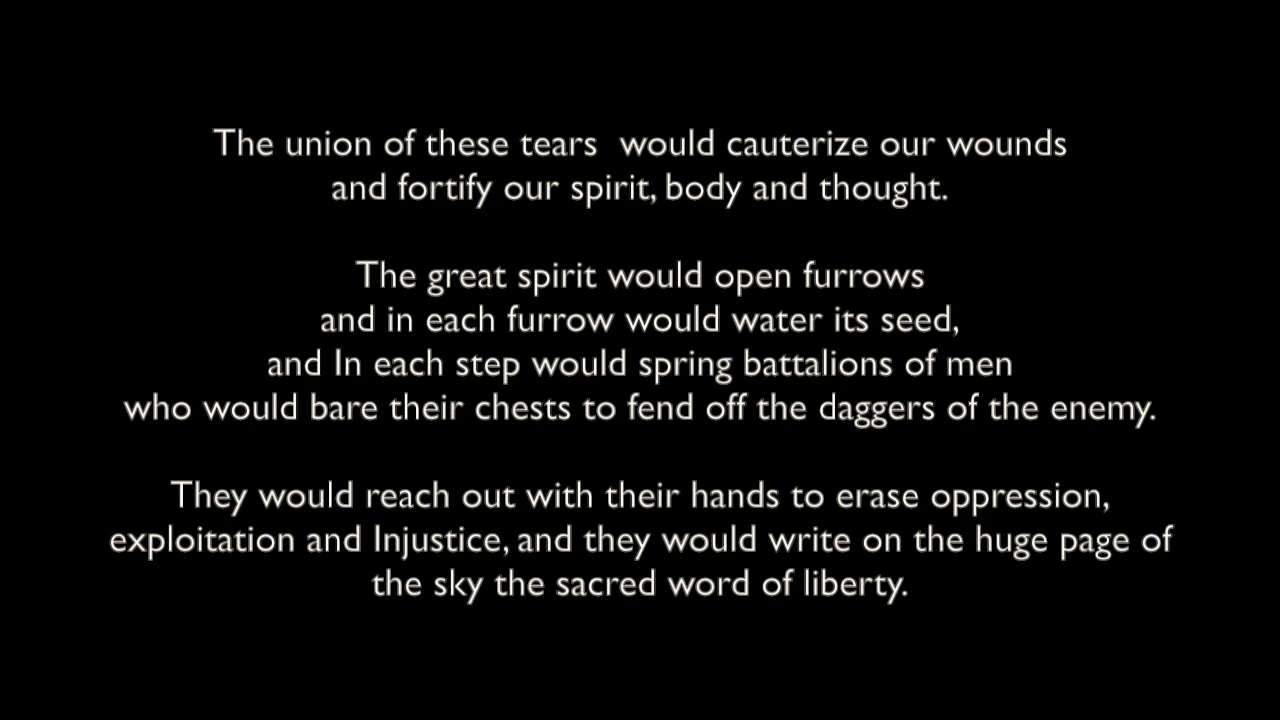 The union of these tears  would cauterize our wounds
and fortify our spirit, body and thought.
The great spirit would open furrows
and in each furrow would water its seed,
and In each step would spring battalions of men
who would bare their chests to fend off the daggers of the enemy.
They would reach out with their hands to erase oppression,
exploitation and Injustice, and they would write on the huge page of
the sky the sacred word of liberty.